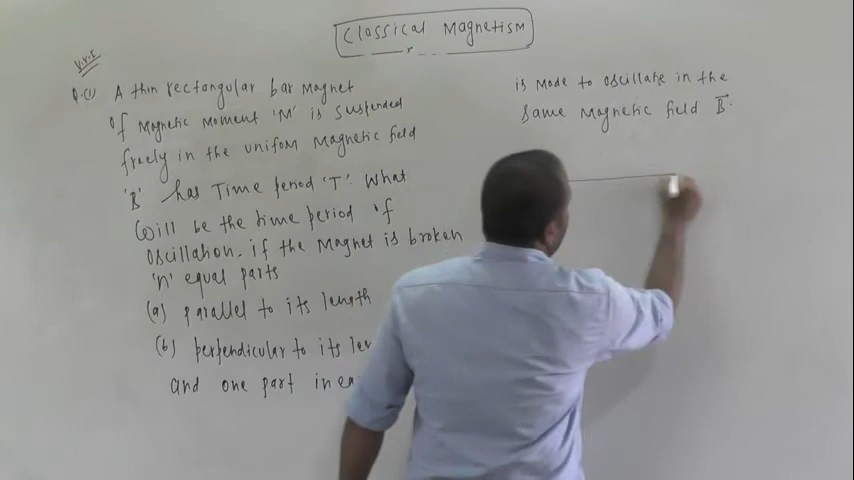 Classical Magnetism
V.V.I
Q.(1) A thin rectangular bar Magnet
of Magnetic Moment 'M' is suspended
freely in the uniform Magnetic field
'B' has Time period 'T'. What
will be the time period of
oscillation. if the Magnet is broken
'n' equal parts
(a) parallel to its length
(b) perpendicular to its
and one part in
is made to oscillate in the
same magnetic field B.